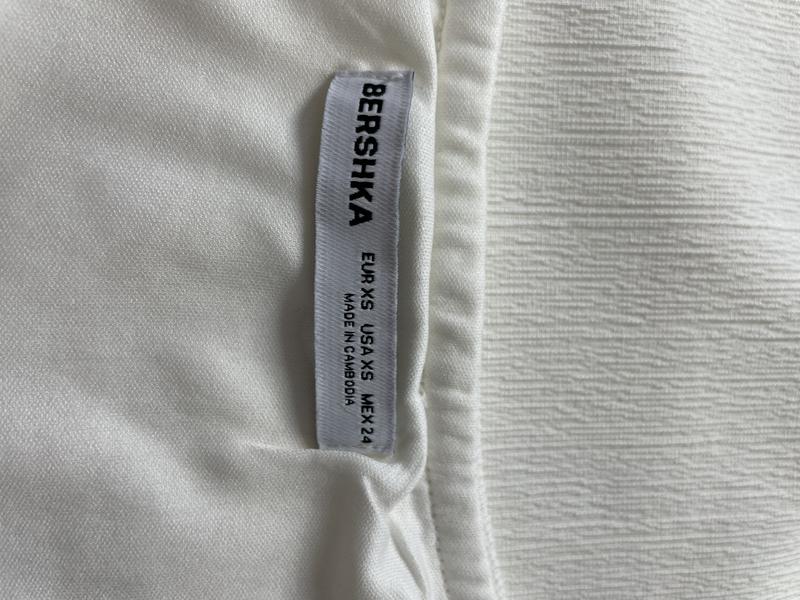 BERSHKA
EUR XS USA XS MEX 24
MADE IN CAMBODIA